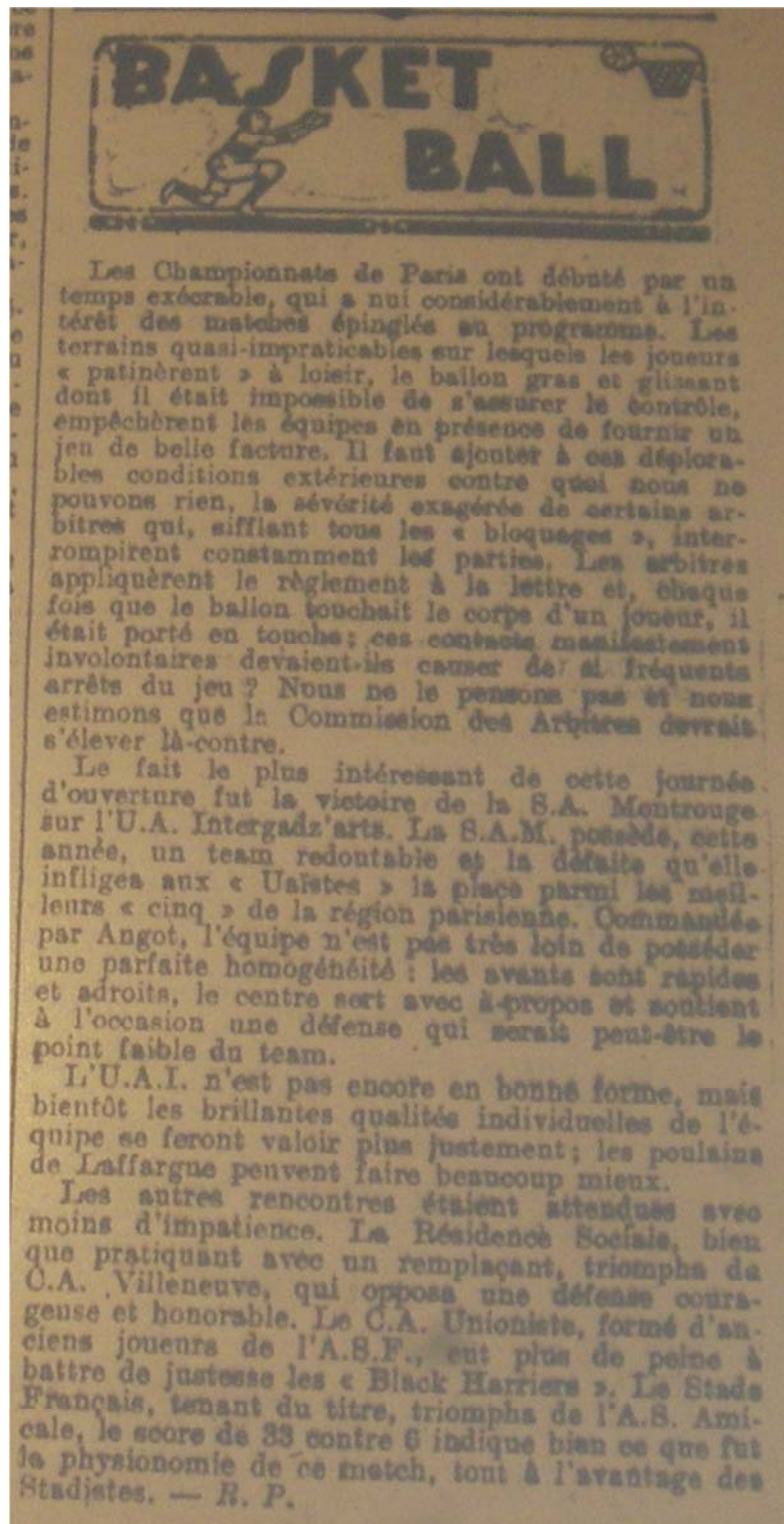 BASKET
BALL
Les Championnats de Paris ont débuté par un
temps exécrable, qui a nui considérablement à l'in-
térêt des matches épinglés au programme. Les
terrains quasi-impraticables sur lesquels les joueurs
« patinèrent » à loisir, le ballon gras et glissant
dont il était impossible de s'assurer le contrôle,
empêchèrent les équipes en présence de fournir un
jeu de belle facture. Il faut ajouter à ces déplora-
bles conditions extérieures contre quoi nous ne
pouvons rien, la sévérité exagérée de certains ar-
bitres qui, sifflant tous les « bloquages », inter-
rompirent constamment les parties. Les arbitres
appliquèrent le règlement à la lettre et, chaque
fois que le ballon touchait le corps d'un joueur, il
était porté en touche; ces contacts manifestement
involontaires devaient-ils causer de si fréquents
arrêts du jeu ? Nous ne le pensons pas et nous
estimons que la Commission des Arbitres devrait
s'élever là-contre.
Le fait le plus intéressant de cette journée
d'ouverture fut la victoire de la S.A. Montrouge
sur l'U.A. Intergadz'arts. La S.A.M. possède, cette
année, un team redoutable et la défaite qu'elle
infligea aux « Uaïstes » la place parmi les meil-
leurs « cinq » de la région parisienne. Commandée
par Angot, l'équipe n'est pas très loin de posséder
une parfaite homogénéité : les avants sont rapides
et adroits, le centre sert avec à-propos et soutient
à l'occasion une défense qui serait peut-être le
point faible du team.
L'U.A.I. n'est pas encore en bonne forme, mais
bientôt les brillantes qualités individuelles de l'é-
quipe se feront valoir plus justement; les poulains
de Laffargue peuvent faire beaucoup mieux.
Les autres rencontres étaient attendues avec
moins d'impatience. La Résidence Sociale, bien
que pratiquant avec un remplaçant, triompha du
C.A. Villeneuve, qui opposa une défense coura-
geuse et honorable. Le C.A. Unioniste, formé d'an-
ciens joueurs de l'A.S.F., eut plus de peine à
battre de justesse les « Black Harriers ». Le Stade
Français, tenant du titre, triompha de l'A.S. Ami-
cale, le score de 33 contre 6 indique bien ce que fut
la physionomie de ce match, tout à l'avantage des
Stadistes. — R. P.